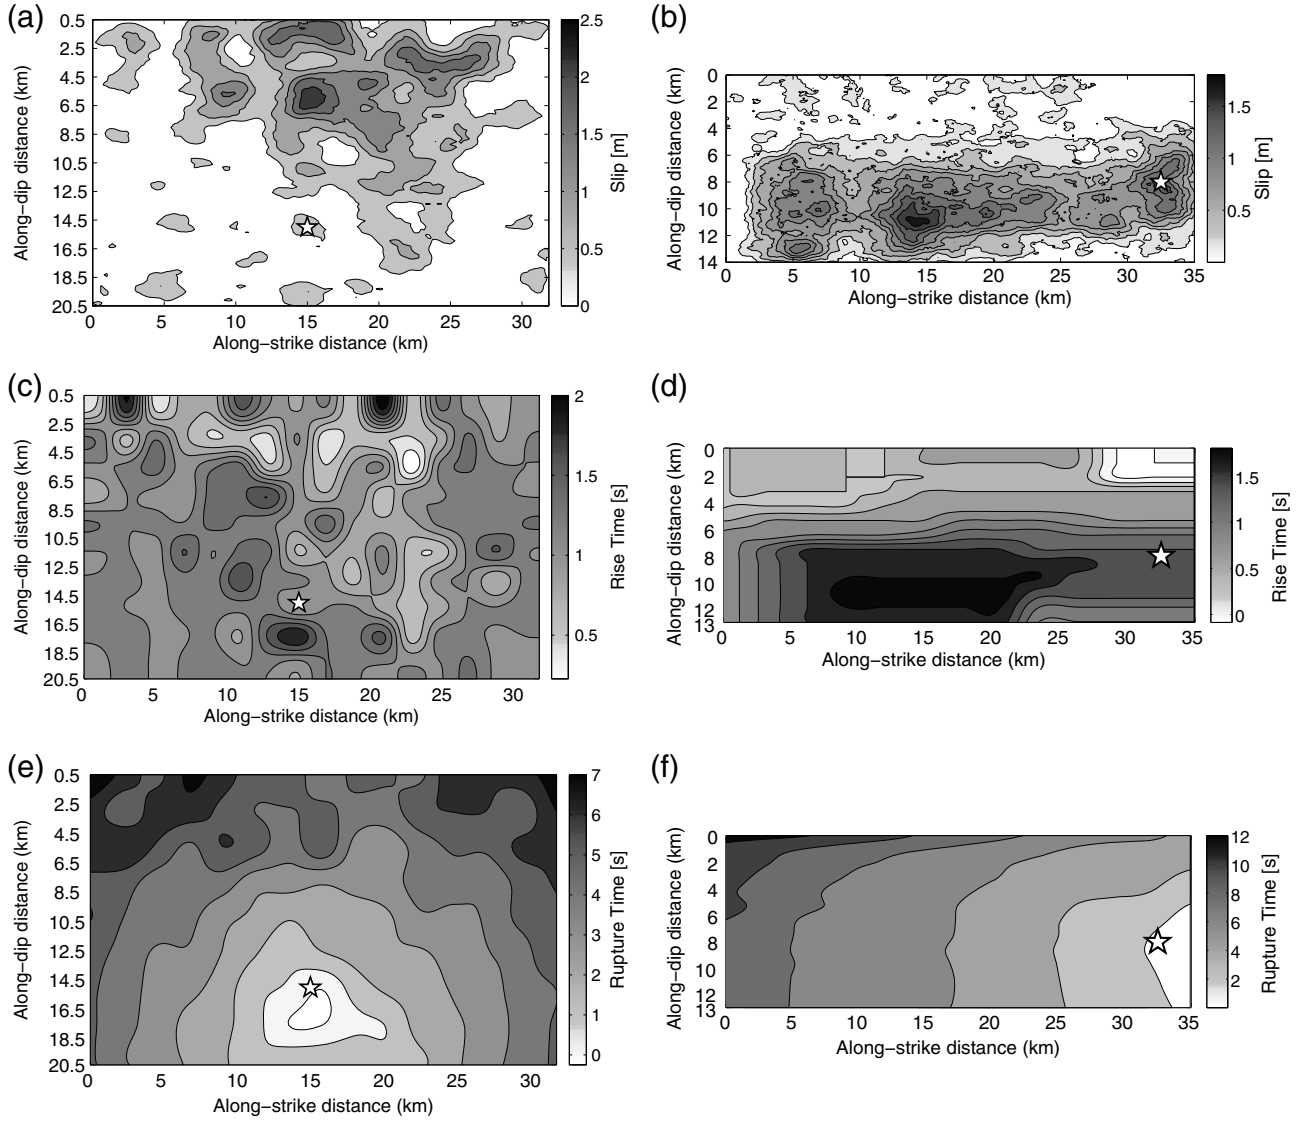 (a)
0.5
2.5
4.5
6.5
8.5
10.5
12.5
14.5
16.5
18.5
20.5
Along-dip distance (km)
0 5 10 15 20 25 30
Along-strike distance (km)
2.5
2
1.5
1
0.5
0
Slip [m]
(b)
0
2
4
6
8
10
12
14
Along-dip distance (km)
0 5 10 15 20 25 30 35
Along-strike distance (km)
1.5
1
0.5
Slip [m]
(c)
0.5
2.5
4.5
6.5
8.5
10.5
12.5
14.5
16.5
18.5
20.5
Along-dip distance (km)
0 5 10 15 20 25 30
Along-strike distance (km)
2
1.5
1
0.5
Rise Time [s]
(d)
0
2
4
6
8
10
12
13
Along-dip distance (km)
0 5 10 15 20 25 30 35
Along-strike distance (km)
1.5
1
0.5
0
Rise Time [s]
(e)
0.5
2.5
4.5
6.5
8.5
10.5
12.5
14.5
16.5
18.5
20.5
Along-dip distance (km)
0 5 10 15 20 25 30
Along-strike distance (km)
7
6
5
4
3
2
1
0
Rupture Time [s]
(f)
0
2
4
6
8
10
13
Along-dip distance (km)
0 5 10 15 20 25 30 35
Along-strike distance (km)
12
10
8
6
4
2
Rupture Time [s]